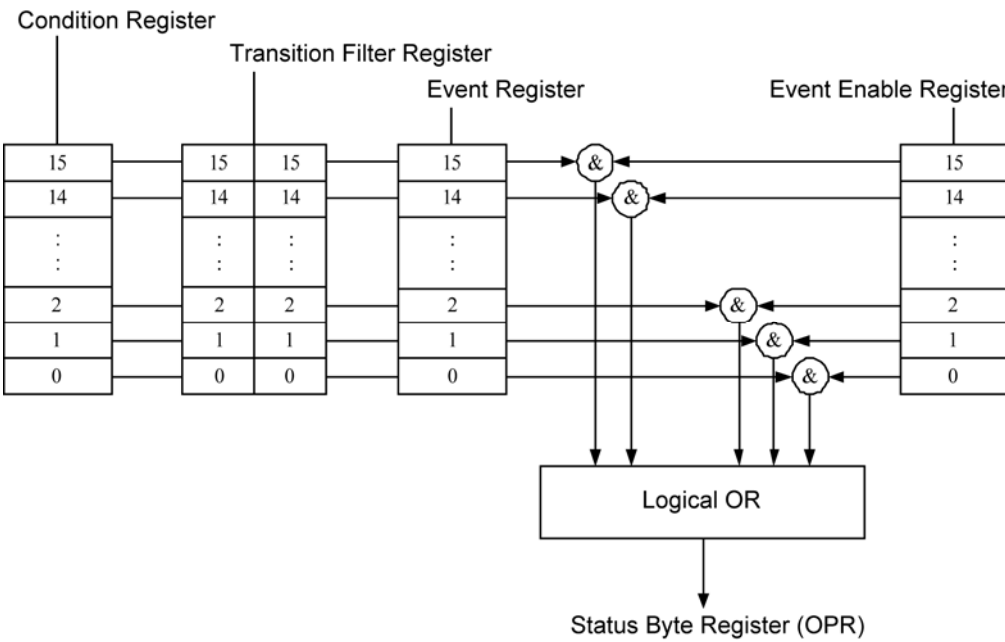 Condition Register
Transition Filter Register
Event Register
Event Enable Register
15 15 15 15 & 15
14 14 14 14 & 14
: : : : :
: : : : :
2 2 2 2 & 2
1 1 1 1 & 1
0 0 0 0 & 0
Logical OR
Status Byte Register (OPR)